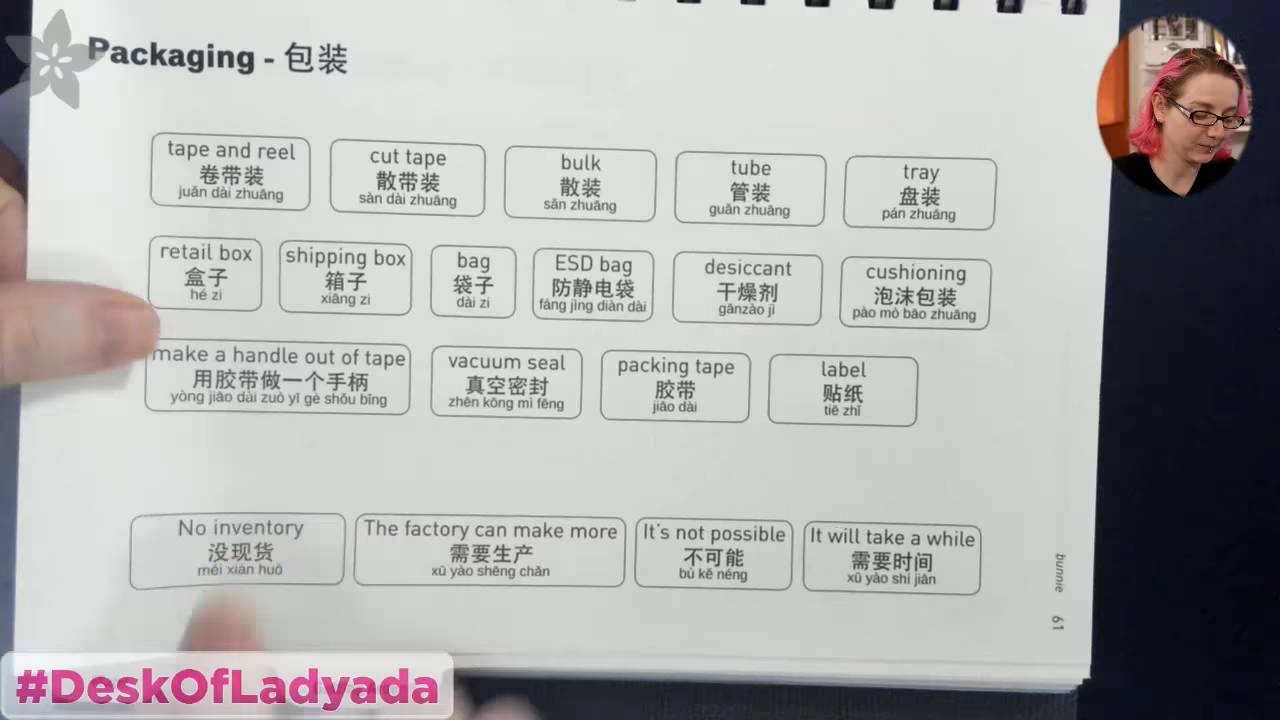 Packaging - 包装
tape and reel
卷带装
juǎn dài zhuāng
cut tape
散带装
sàn dài zhuāng
bulk
散装
sǎn zhuāng
tube
管装
guǎn zhuāng
tray
盘装
pán zhuāng
retail box
盒子
hé zi
shipping box
箱子
xiāng zi
bag
袋子
dài zi
ESD bag
防静电袋
fáng jìng diàn dài
desiccant
干燥剂
gānzào jì
cushioning
泡沫包装
pào mò bāo zhuāng
make a handle out of tape
用胶带做一个手柄
yòng jiāo dài zuò yī gè shǒu bǐng
vacuum seal
真空密封
zhēn kōng mì fēng
packing tape
胶带
jiāo dài
label
贴纸
tiē zhǐ
No inventory
没现货
méi xiàn huò
The factory can make more
需要生产
xū yào shēng chǎn
It's not possible
不可能
bù kě néng
It will take a while
需要时间
xū yào shí jiān
bunnie
61
#DeskOfLadyada